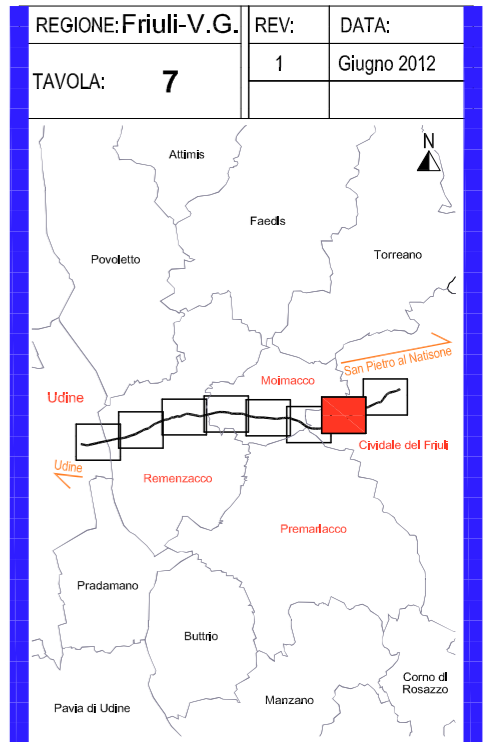 REGIONE: Friuli-V.G. REV: DATA:
TAVOLA: 7 1 Giugno 2012
N
Attimis
Faedis
Povoletto
Torreano
San Pietro al Natisone
Moimacco
Udine
Cividale del Friuli
Udine
Remenzacco
Premariacco
Pradamano
Buttrio
Corno di
Rosazzo
Manzano
Pavia di Udine